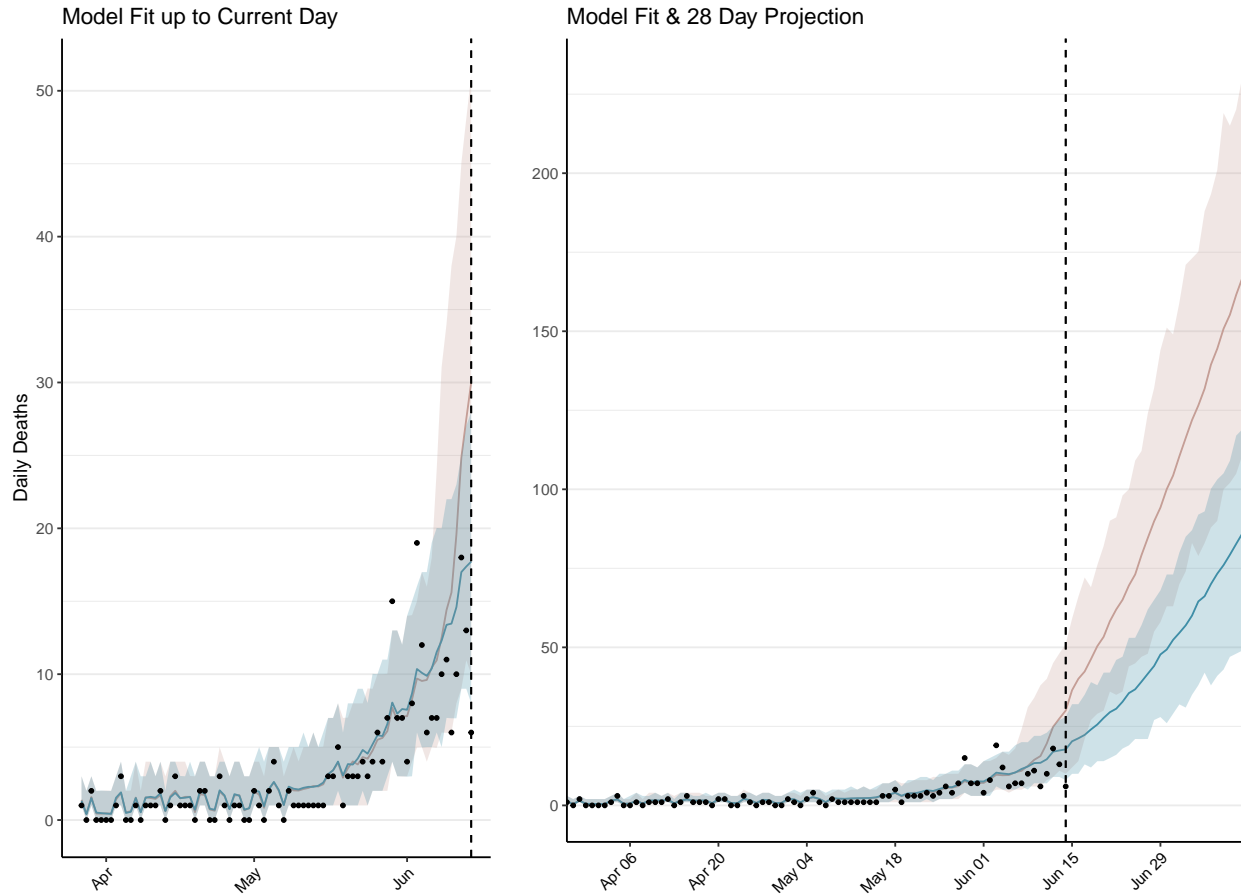 Model Fit up to Current Day
Daily Deaths
50
40
30
20
10
0
Apr
May
Jun
Model Fit & 28 Day Projection
200
150
100
50
0
Apr 06
Apr 20
May 04
May 18
Jun 01
Jun 15
Jun 29